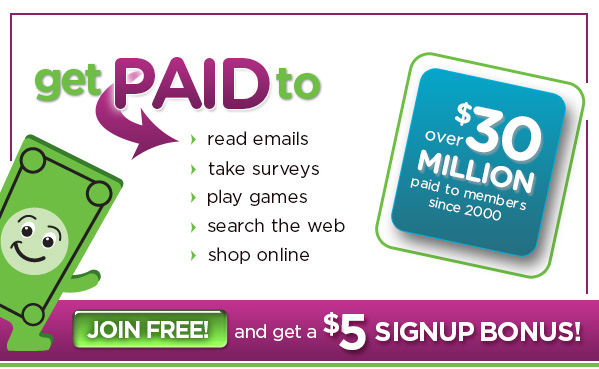 get PAID to
read emails
take surveys
play games
search the web
shop online
over $30
MILLION
paid to members
since 2000
JOIN FREE! and get a $5 SIGNUP BONUS!